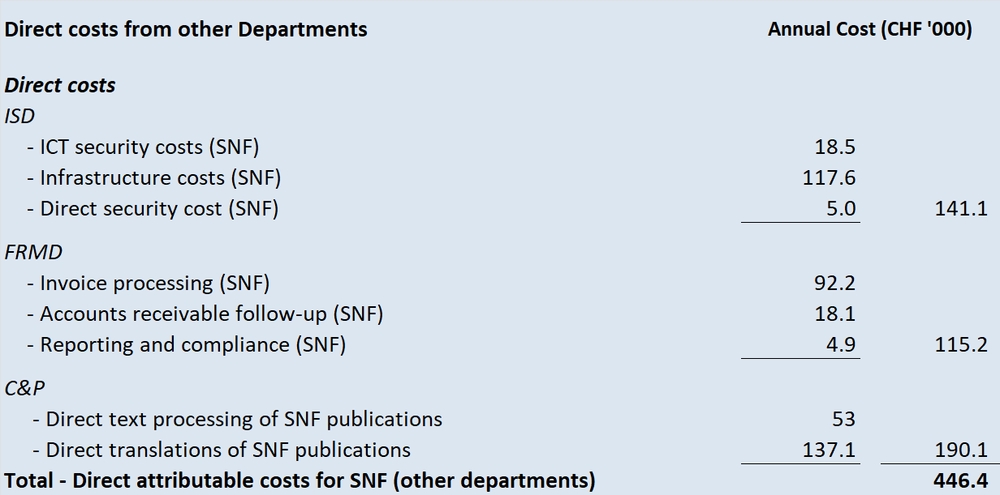 Direct costs from other Departments Annual Cost (CHF '000)
Direct costs
ISD
- ICT security costs (SNF) 18.5
- Infrastructure costs (SNF) 117.6
- Direct security cost (SNF) 5.0 141.1
FRMD
- Invoice processing (SNF) 92.2
- Accounts receivable follow-up (SNF) 18.1
- Reporting and compliance (SNF) 4.9 115.2
C&P
- Direct text processing of SNF publications 53
- Direct translations of SNF publications 137.1 190.1
Total - Direct attributable costs for SNF (other departments) 446.4